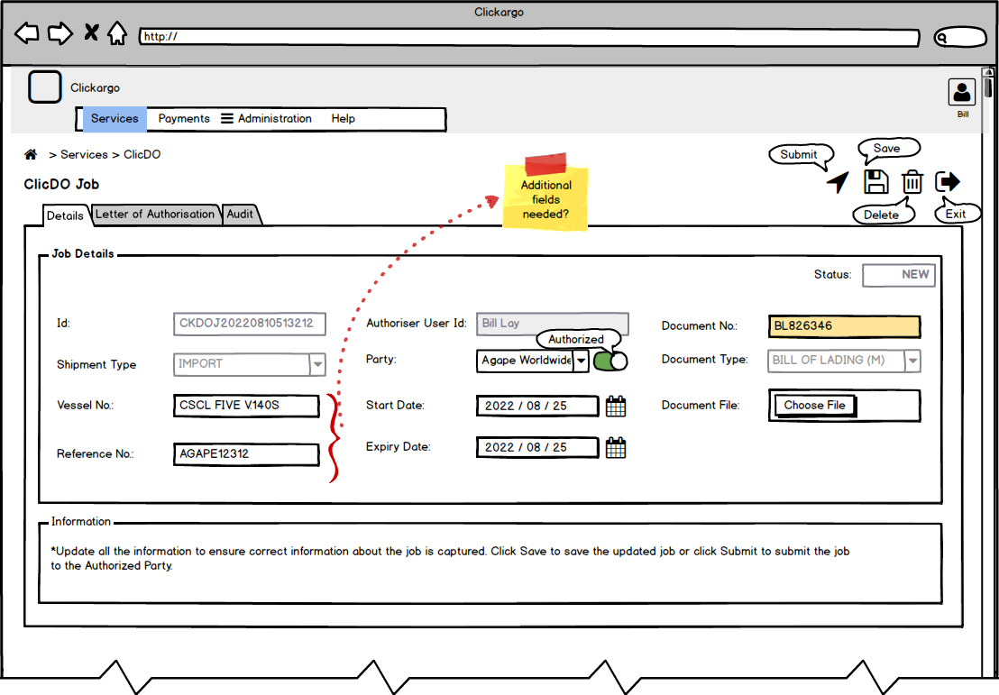 Clickargo
http://
Clickargo
Bill
Services Payments Administration Help
> Services > ClicDO
Submit
Save
ClicDO Job
Additional
fields
needed?
Delete
Exit
Details
Letter of Authorisation
Audit
Job Details
Status: NEW
Id: CKDOJ20220810513212
Authoriser User Id: Bill Lay
Document No.: BL826346
Authorized
Shipment Type IMPORT
Party: Agape Worldwide
Document Type: BILL OF LADING (M)
Vessel No.: CSCL FIVE V.140S
Start Date: 2022 / 08 / 25
Document File: Choose File
Reference No.: AGAPE12312
Expiry Date: 2022 / 08 / 25
Information
*Update all the information to ensure correct information about the job is captured. Click Save to save the updated job or click Submit to submit the job
to the Authorized Party.